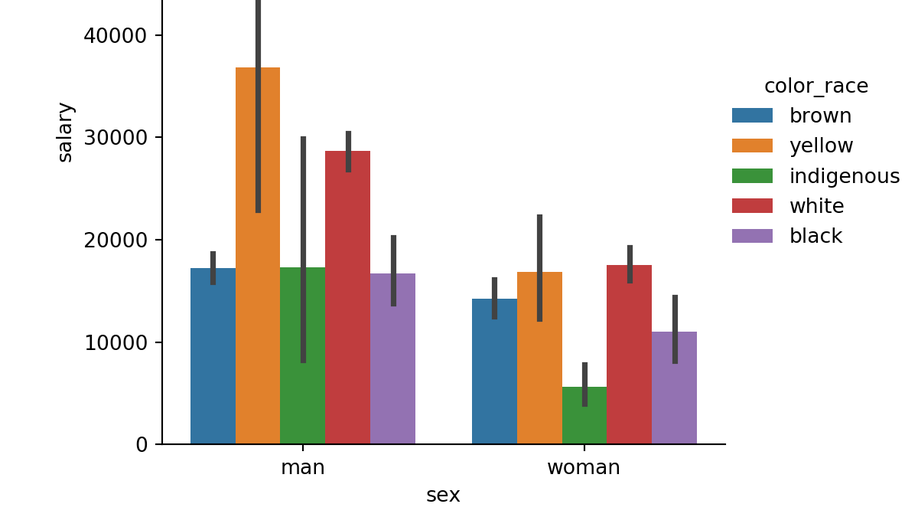 40000
30000
20000
10000
0
salary
man
woman
sex
color_race
brown
yellow
indigenous
white
black